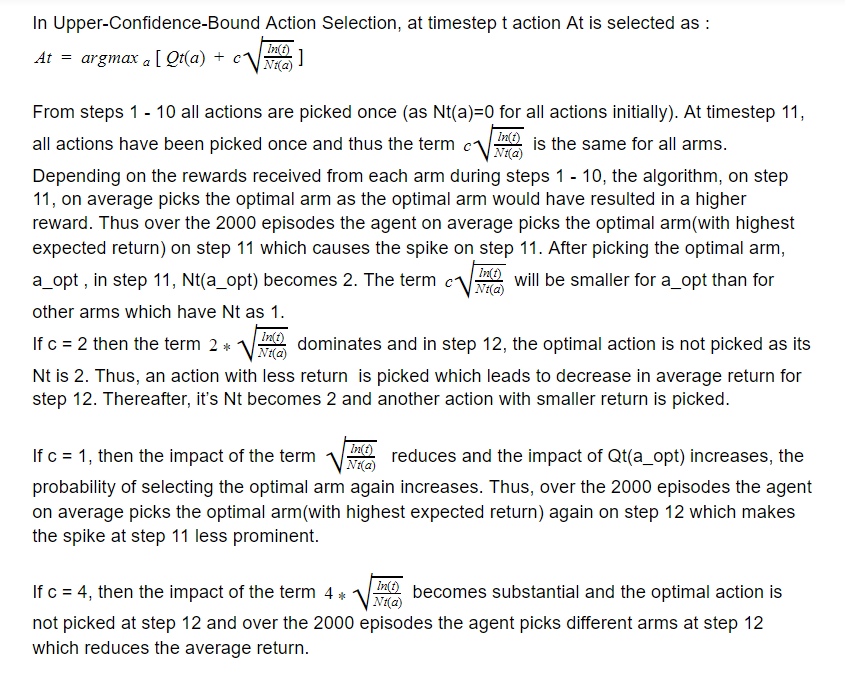 In Upper-Confidence-Bound Action Selection, at timestep t action At is selected as :
At = argmax a [ Qt(a) + c√(ln(t)/Nt(a)) ]
From steps 1 - 10 all actions are picked once (as Nt(a)=0 for all actions initially). At timestep 11,
all actions have been picked once and thus the term c√(ln(t)/Nt(a)) is the same for all arms.
Depending on the rewards received from each arm during steps 1 - 10, the algorithm, on step
11, on average picks the optimal arm as the optimal arm would have resulted in a higher
reward. Thus over the 2000 episodes the agent on average picks the optimal arm(with highest
expected return) on step 11 which causes the spike on step 11. After picking the optimal arm,
a_opt , in step 11, Nt(a_opt) becomes 2. The term c√(ln(t)/Nt(a)) will be smaller for a_opt than for
other arms which have Nt as 1.
If c = 2 then the term 2 * √(ln(t)/Nt(a)) dominates and in step 12, the optimal action is not picked as its
Nt is 2. Thus, an action with less return is picked which leads to decrease in average return for
step 12. Thereafter, it's Nt becomes 2 and another action with smaller return is picked.
If c = 1, then the impact of the term √(ln(t)/Nt(a)) reduces and the impact of Qt(a_opt) increases, the
probability of selecting the optimal arm again increases. Thus, over the 2000 episodes the agent
on average picks the optimal arm(with highest expected return) again on step 12 which makes
the spike at step 11 less prominent.
If c = 4, then the impact of the term 4 * √(ln(t)/Nt(a)) becomes substantial and the optimal action is
not picked at step 12 and over the 2000 episodes the agent picks different arms at step 12
which reduces the average return.